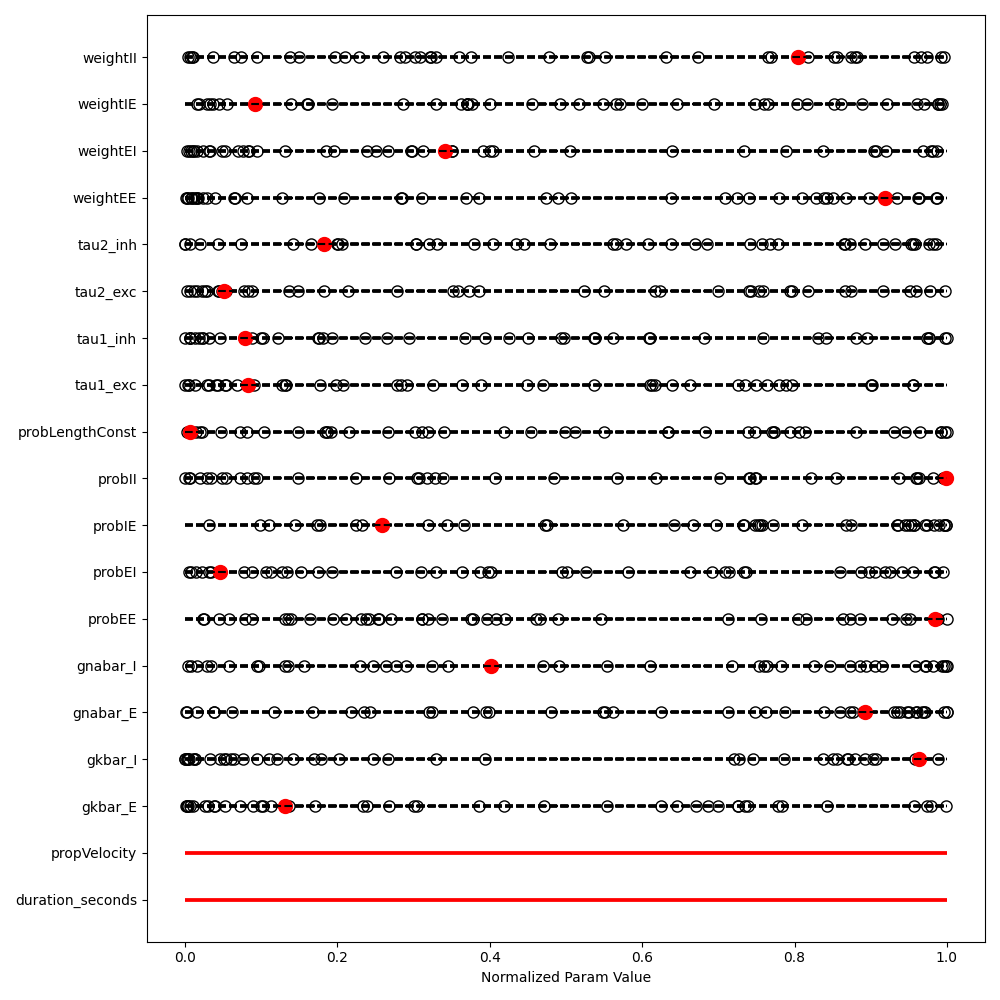 weightII
weightIE
weightEI
weightEE
tau2_inh
tau2_exc
tau1_inh
tau1_exc
probLengthConst
probII
probIE
probEI
probEE
gnabar_I
gnabar_E
gkbar_I
gkbar_E
propVelocity
duration_seconds
0.0 0.2 0.4 0.6 0.8 1.0
Normalized Param Value